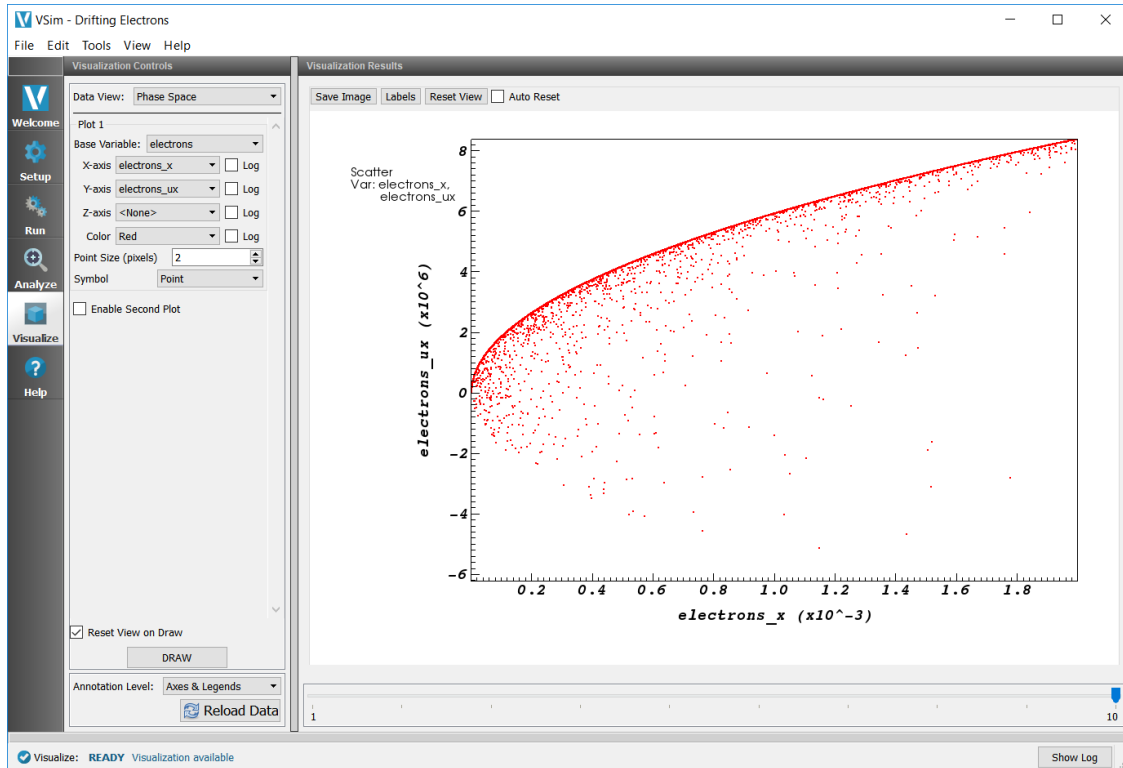 VSim - Drifting Electrons
File Edit Tools View Help
Welcome
Setup
Run
Analyze
Visualize
Help
Visualization Controls
Data View: Phase Space
Plot 1
Base Variable: electrons
X-axis electrons_x Log
Y-axis electrons_ux Log
Z-axis <None> Log
Color Red Log
Point Size (pixels) 2
Symbol Point
Enable Second Plot
Reset View on Draw
DRAW
Annotation Level: Axes & Legends
Reload Data
Visualization Results
Save Image Labels Reset View Auto Reset
Scatter
Var: electrons_x,
electrons_ux
electrons_ux (x10^6)
8
6
4
2
0
-2
-4
-6
0.2 0.4 0.6 0.8 1.0 1.2 1.4 1.6 1.8
electrons_x (x10^-3)
1 10
Visualize: READY Visualization available
Show Log